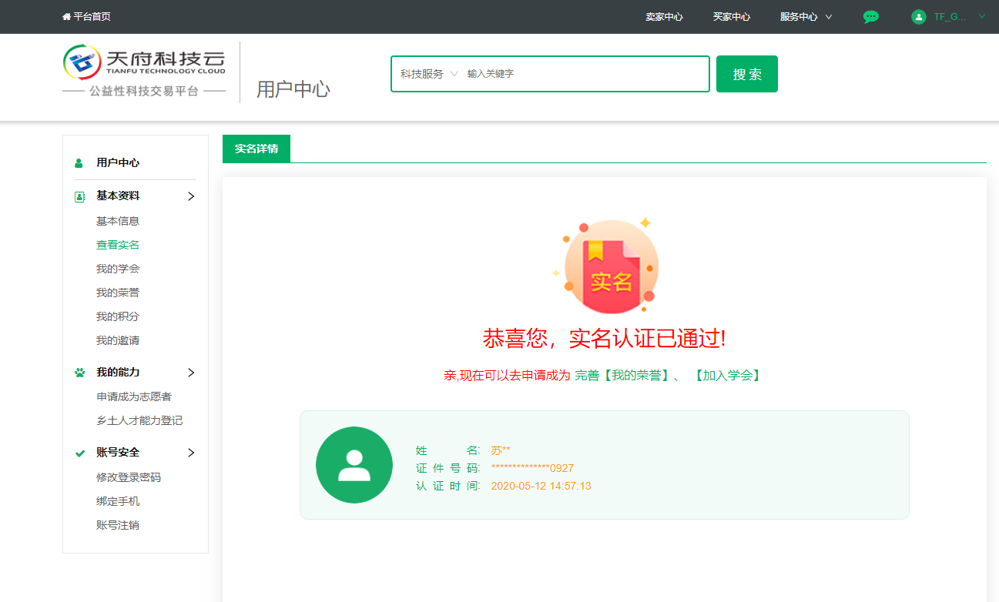 平台首页
卖家中心
买家中心
服务中心
TF_G...
天府科技云
TIANFU TECHNOLOGY CLOUD
公益性科技交易平台
用户中心
科技服务
输入关键字
搜 索
用户中心
基本资料
基本信息
查看实名
我的学会
我的荣誉
我的积分
我的邀请
我的能力
申请成为志愿者
乡土人才能力登记
账号安全
修改登录密码
绑定手机
账号注销
实名详情
实名
恭喜您，实名认证已通过!
亲,现在可以去申请成为 完善【我的荣誉】、 【加入学会】
姓 名: 苏**
证 件 号 码: **************0927
认 证 时 间: 2020-05-12 14:57:13